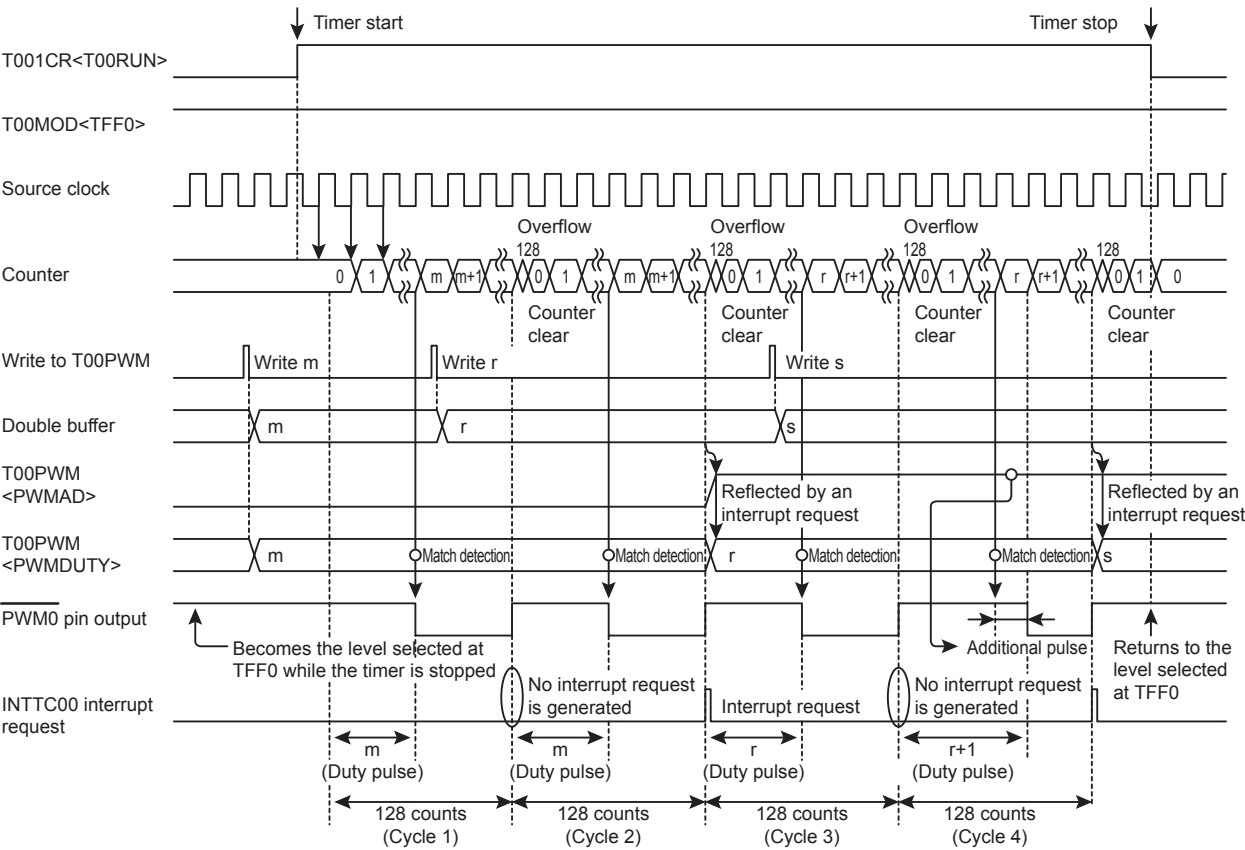 Timer start
Timer stop
T001CR<T00RUN>
T00MOD<TFF0>
Source clock
Overflow
Overflow
Overflow
128
128
128
128
Counter
0 1 m m+1 0 1 m m+1 0 1 r r+1 0 1 r r+1 0 1 0
Counter
clear
Counter
clear
Counter
clear
Counter
clear
Write to T00PWM
Write m
Write r
Write s
Double buffer
m
r
s
T00PWM
<PWMAD>
Reflected by an
interrupt request
Reflected by an
interrupt request
T00PWM
<PWMDUTY>
m
Match detection
Match detection
r
Match detection
Match detection
s
PWM0 pin output
Becomes the level selected at
TFF0 while the timer is stopped
Additional pulse
Returns to the
level selected
at TFF0
INTTC00 interrupt
request
No interrupt request
is generated
Interrupt request
No interrupt request
is generated
m
(Duty pulse)
m
(Duty pulse)
r
(Duty pulse)
r+1
(Duty pulse)
128 counts
(Cycle 1)
128 counts
(Cycle 2)
128 counts
(Cycle 3)
128 counts
(Cycle 4)